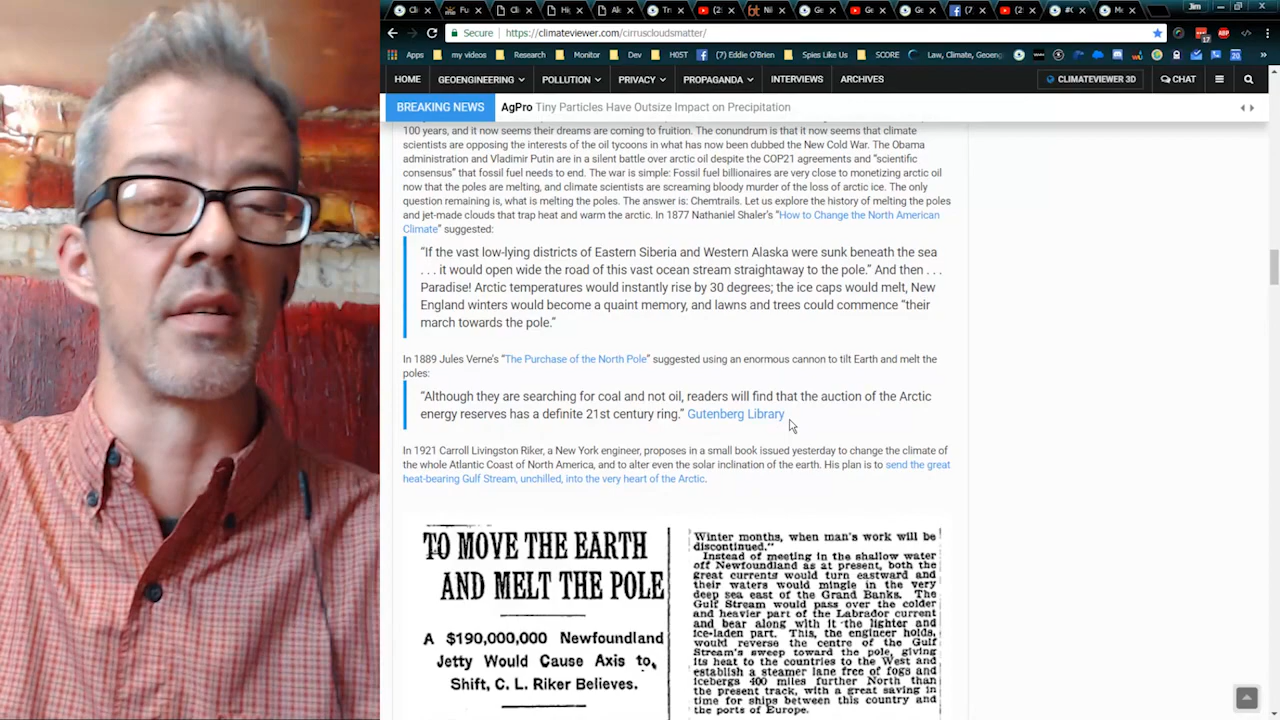 Jim
Secure
https://climateviewer.com/cirruscloudsmatter/
Apps my videos Research Monitor Dev H05T (7) Eddie O'Brien Spies Like Us SCORE Law, Climate, Geoeng
HOME GEOENGINEERING POLLUTION PRIVACY PROPAGANDA INTERVIEWS ARCHIVES CLIMATEVIEWER 3D CHAT
BREAKING NEWS AgPro Tiny Particles Have Outsize Impact on Precipitation
100 years, and it now seems their dreams are coming to fruition. The conundrum is that it now seems that climate
scientists are opposing the interests of the oil tycoons in what has now been dubbed the New Cold War. The Obama
administration and Vladimir Putin are in a silent battle over arctic oil despite the COP21 agreements and “scientific
consensus” that fossil fuel needs to end. The war is simple: Fossil fuel billionaires are very close to monetizing arctic oil
now that the poles are melting, and climate scientists are screaming bloody murder of the loss of arctic ice. The only
question remaining is, what is melting the poles. The answer is: Chemtrails. Let us explore the history of melting the poles
and jet-made clouds that trap heat and warm the arctic. In 1877 Nathaniel Shaler's “How to Change the North American
Climate” suggested:
“If the vast low-lying districts of Eastern Siberia and Western Alaska were sunk beneath the sea
. . . it would open wide the road of this vast ocean stream straightaway to the pole.” And then . . .
Paradise! Arctic temperatures would instantly rise by 30 degrees; the ice caps would melt, New
England winters would become a quaint memory, and lawns and trees could commence “their
march towards the pole.”
In 1889 Jules Verne's “The Purchase of the North Pole” suggested using an enormous cannon to tilt Earth and melt the
poles:
“Although they are searching for coal and not oil, readers will find that the auction of the Arctic
energy reserves has a definite 21st century ring.” Gutenberg Library
In 1921 Carroll Livingston Riker, a New York engineer, proposes in a small book issued yesterday to change the climate of
the whole Atlantic Coast of North America, and to alter even the solar inclination of the earth. His plan is to send the great
heat-bearing Gulf Stream, unchilled, into the very heart of the Arctic.
TO MOVE THE EARTH
AND MELT THE POLE
A $190,000,000 Newfoundland
Jetty Would Cause Axis to
Shift, C. L. Riker Believes.
Winter months, when man's work will be
discontinued."
Instead of meeting in the shallow water
off Newfoundland as at present, both the
great currents would turn eastward and
their waters would mingle in the very
deep sea east of the Grand Banks. The
Gulf Stream would pass over the colder
and heavier part of the Labrador current
and bear along with it the lighter and
ice-laden part. This, the engineer holds,
would reverse the centre of the Gulf
Stream's sweep toward the pole, giving
its heat to the countries to the West and
establish a steamer lane free of fogs and
icebergs 400 miles further North than
the present track, with a great saving in
time for ships between this country and
the ports of Europe.